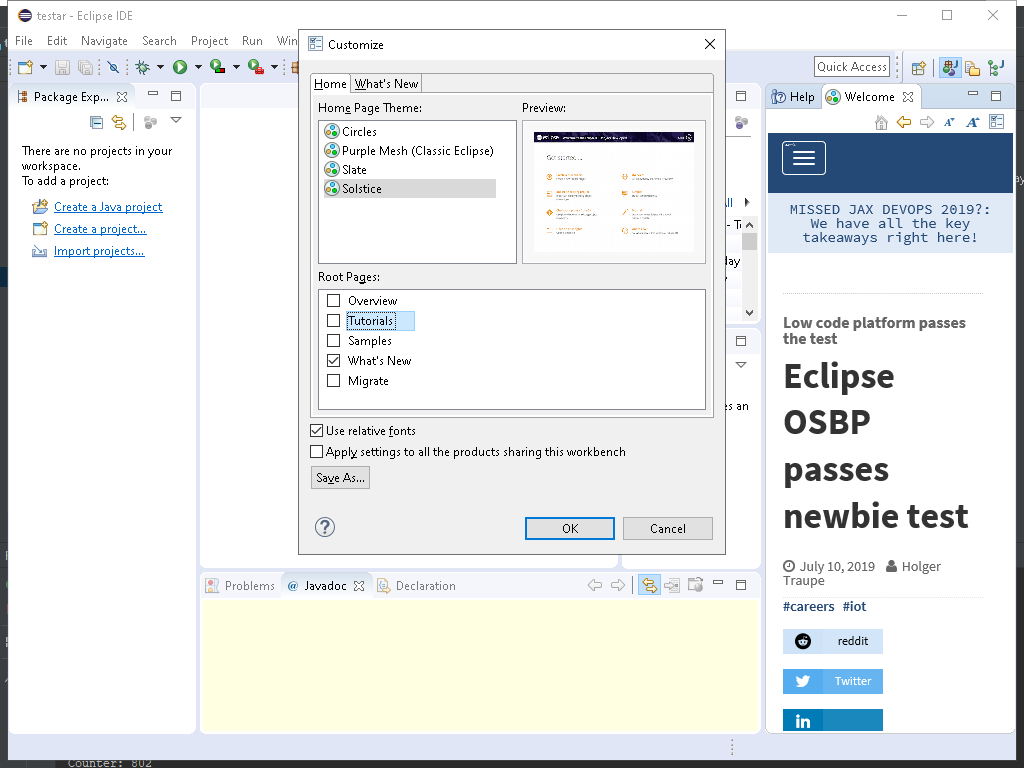 testar - Eclipse IDE
File Edit Navigate Search Project Run Win
Quick Access
Package Exp...
There are no projects in your
workspace.
To add a project:
Create a Java project
Create a project...
Import projects...
Customize
Home What's New
Home Page Theme:
Circles
Purple Mesh (Classic Eclipse)
Slate
Solstice
Preview:
Root Pages:
Overview
Tutorials
Samples
What's New
Migrate
Use relative fonts
Apply settings to all the products sharing this workbench
Save As...
OK Cancel
Problems @ Javadoc Declaration
Help Welcome
MISSED JAX DEVOPS 2019?:
We have all the key
takeaways right here!
Low code platform passes
the test
Eclipse
OSBP
passes
newbie test
July 10, 2019 Holger
Traupe
#careers #iot
reddit
Twitter
in
Counter: 802